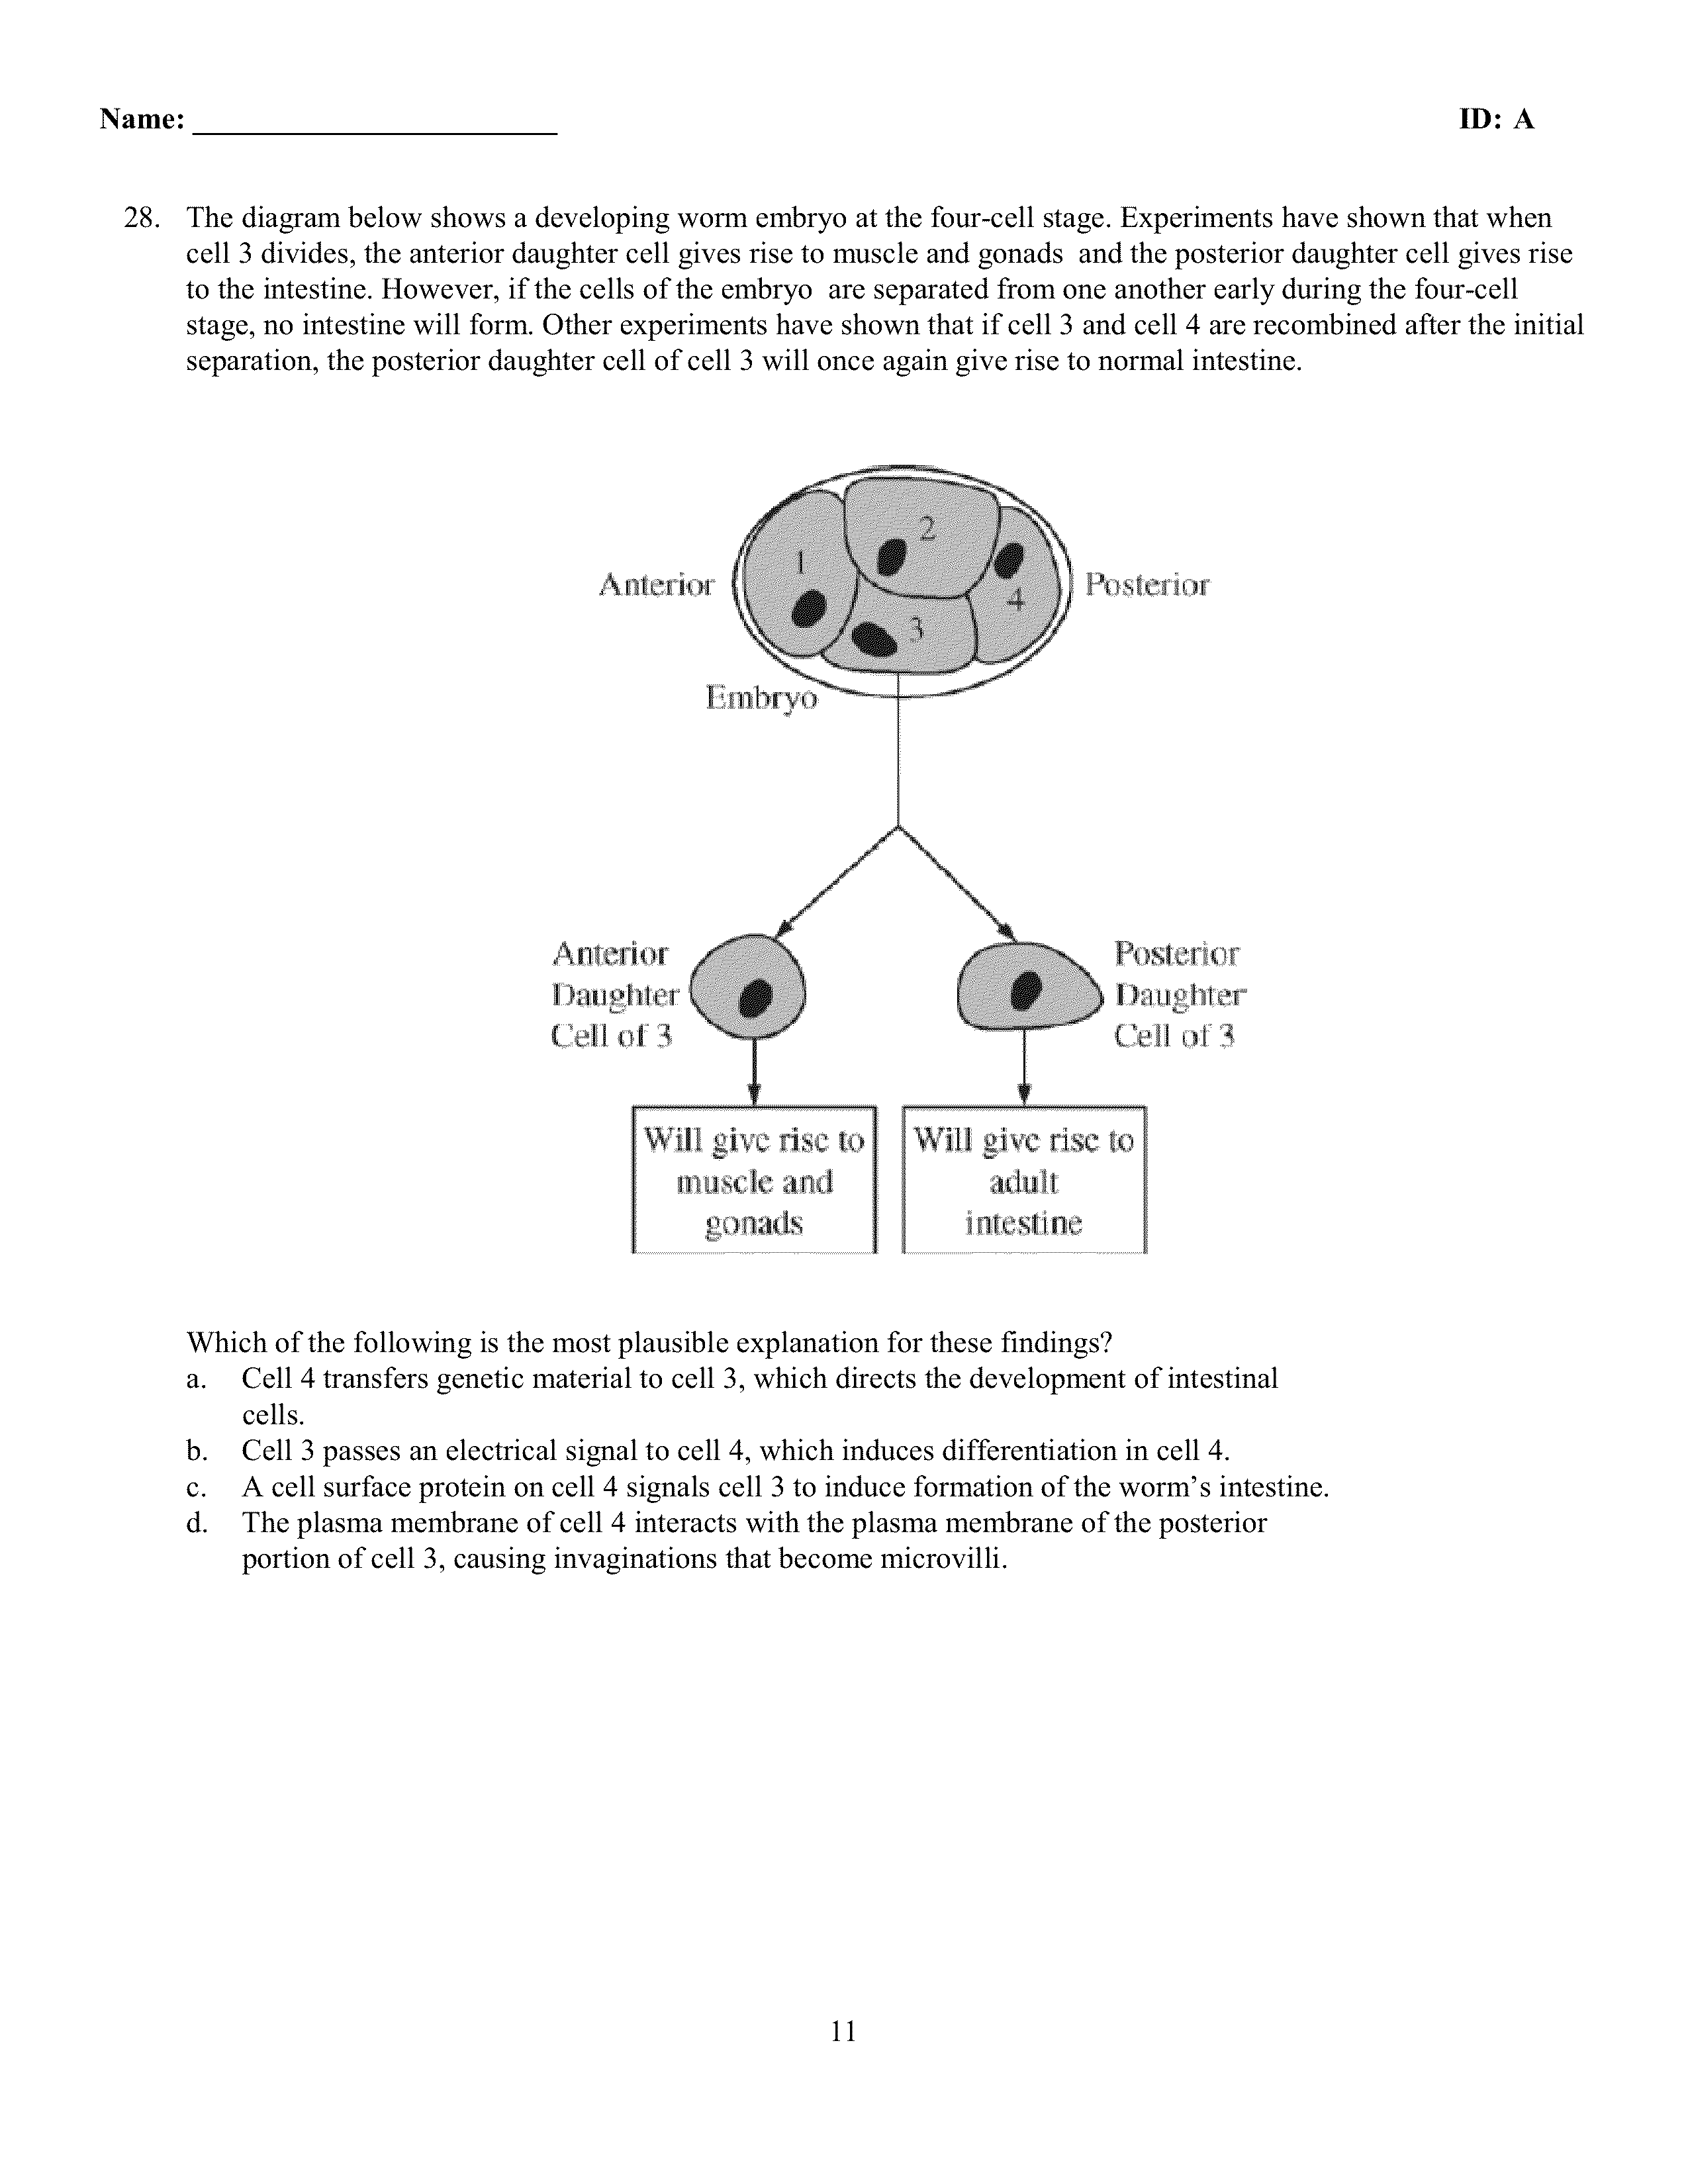 Name: ______________________ ID: A
28. The diagram below shows a developing worm embryo at the four-cell stage. Experiments have shown that when
cell 3 divides, the anterior daughter cell gives rise to muscle and gonads and the posterior daughter cell gives rise
to the intestine. However, if the cells of the embryo are separated from one another early during the four-cell
stage, no intestine will form. Other experiments have shown that if cell 3 and cell 4 are recombined after the initial
separation, the posterior daughter cell of cell 3 will once again give rise to normal intestine.
1
2
3
4
Anterior
Posterior
Embryo
Anterior
Daughter
Cell of 3
Posterior
Daughter
Cell of 3
Will give rise to
muscle and
gonads
Will give rise to
adult
intestine
Which of the following is the most plausible explanation for these findings?
a. Cell 4 transfers genetic material to cell 3, which directs the development of intestinal
cells.
b. Cell 3 passes an electrical signal to cell 4, which induces differentiation in cell 4.
c. A cell surface protein on cell 4 signals cell 3 to induce formation of the worm’s intestine.
d. The plasma membrane of cell 4 interacts with the plasma membrane of the posterior
portion of cell 3, causing invaginations that become microvilli.
11